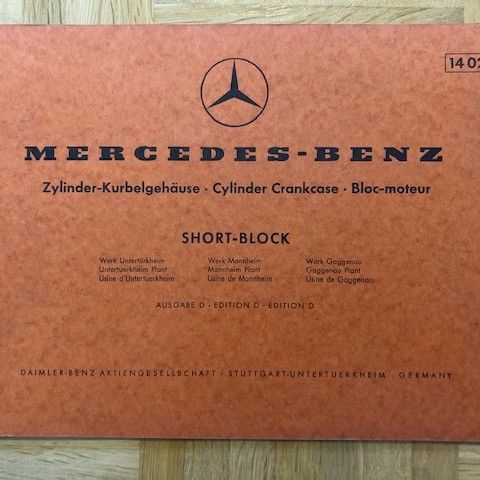 14 02
MERCEDES-BENZ
Zylinder-Kurbelgehäuse · Cylinder Crankcase · Bloc-moteur
SHORT-BLOCK
Werk Untertürkheim Werk Mannheim Werk Gaggenau
Untertuerkheim Plant Mannheim Plant Gaggenau Plant
Usine d'Untertuerkheim Usine de Mannheim Usine de Gaggenau
AUSGABE D · EDITION D · EDITION D
DAIMLER-BENZ AKTIENGESELLSCHAFT · STUTTGART-UNTERTUERKHEIM · GERMANY